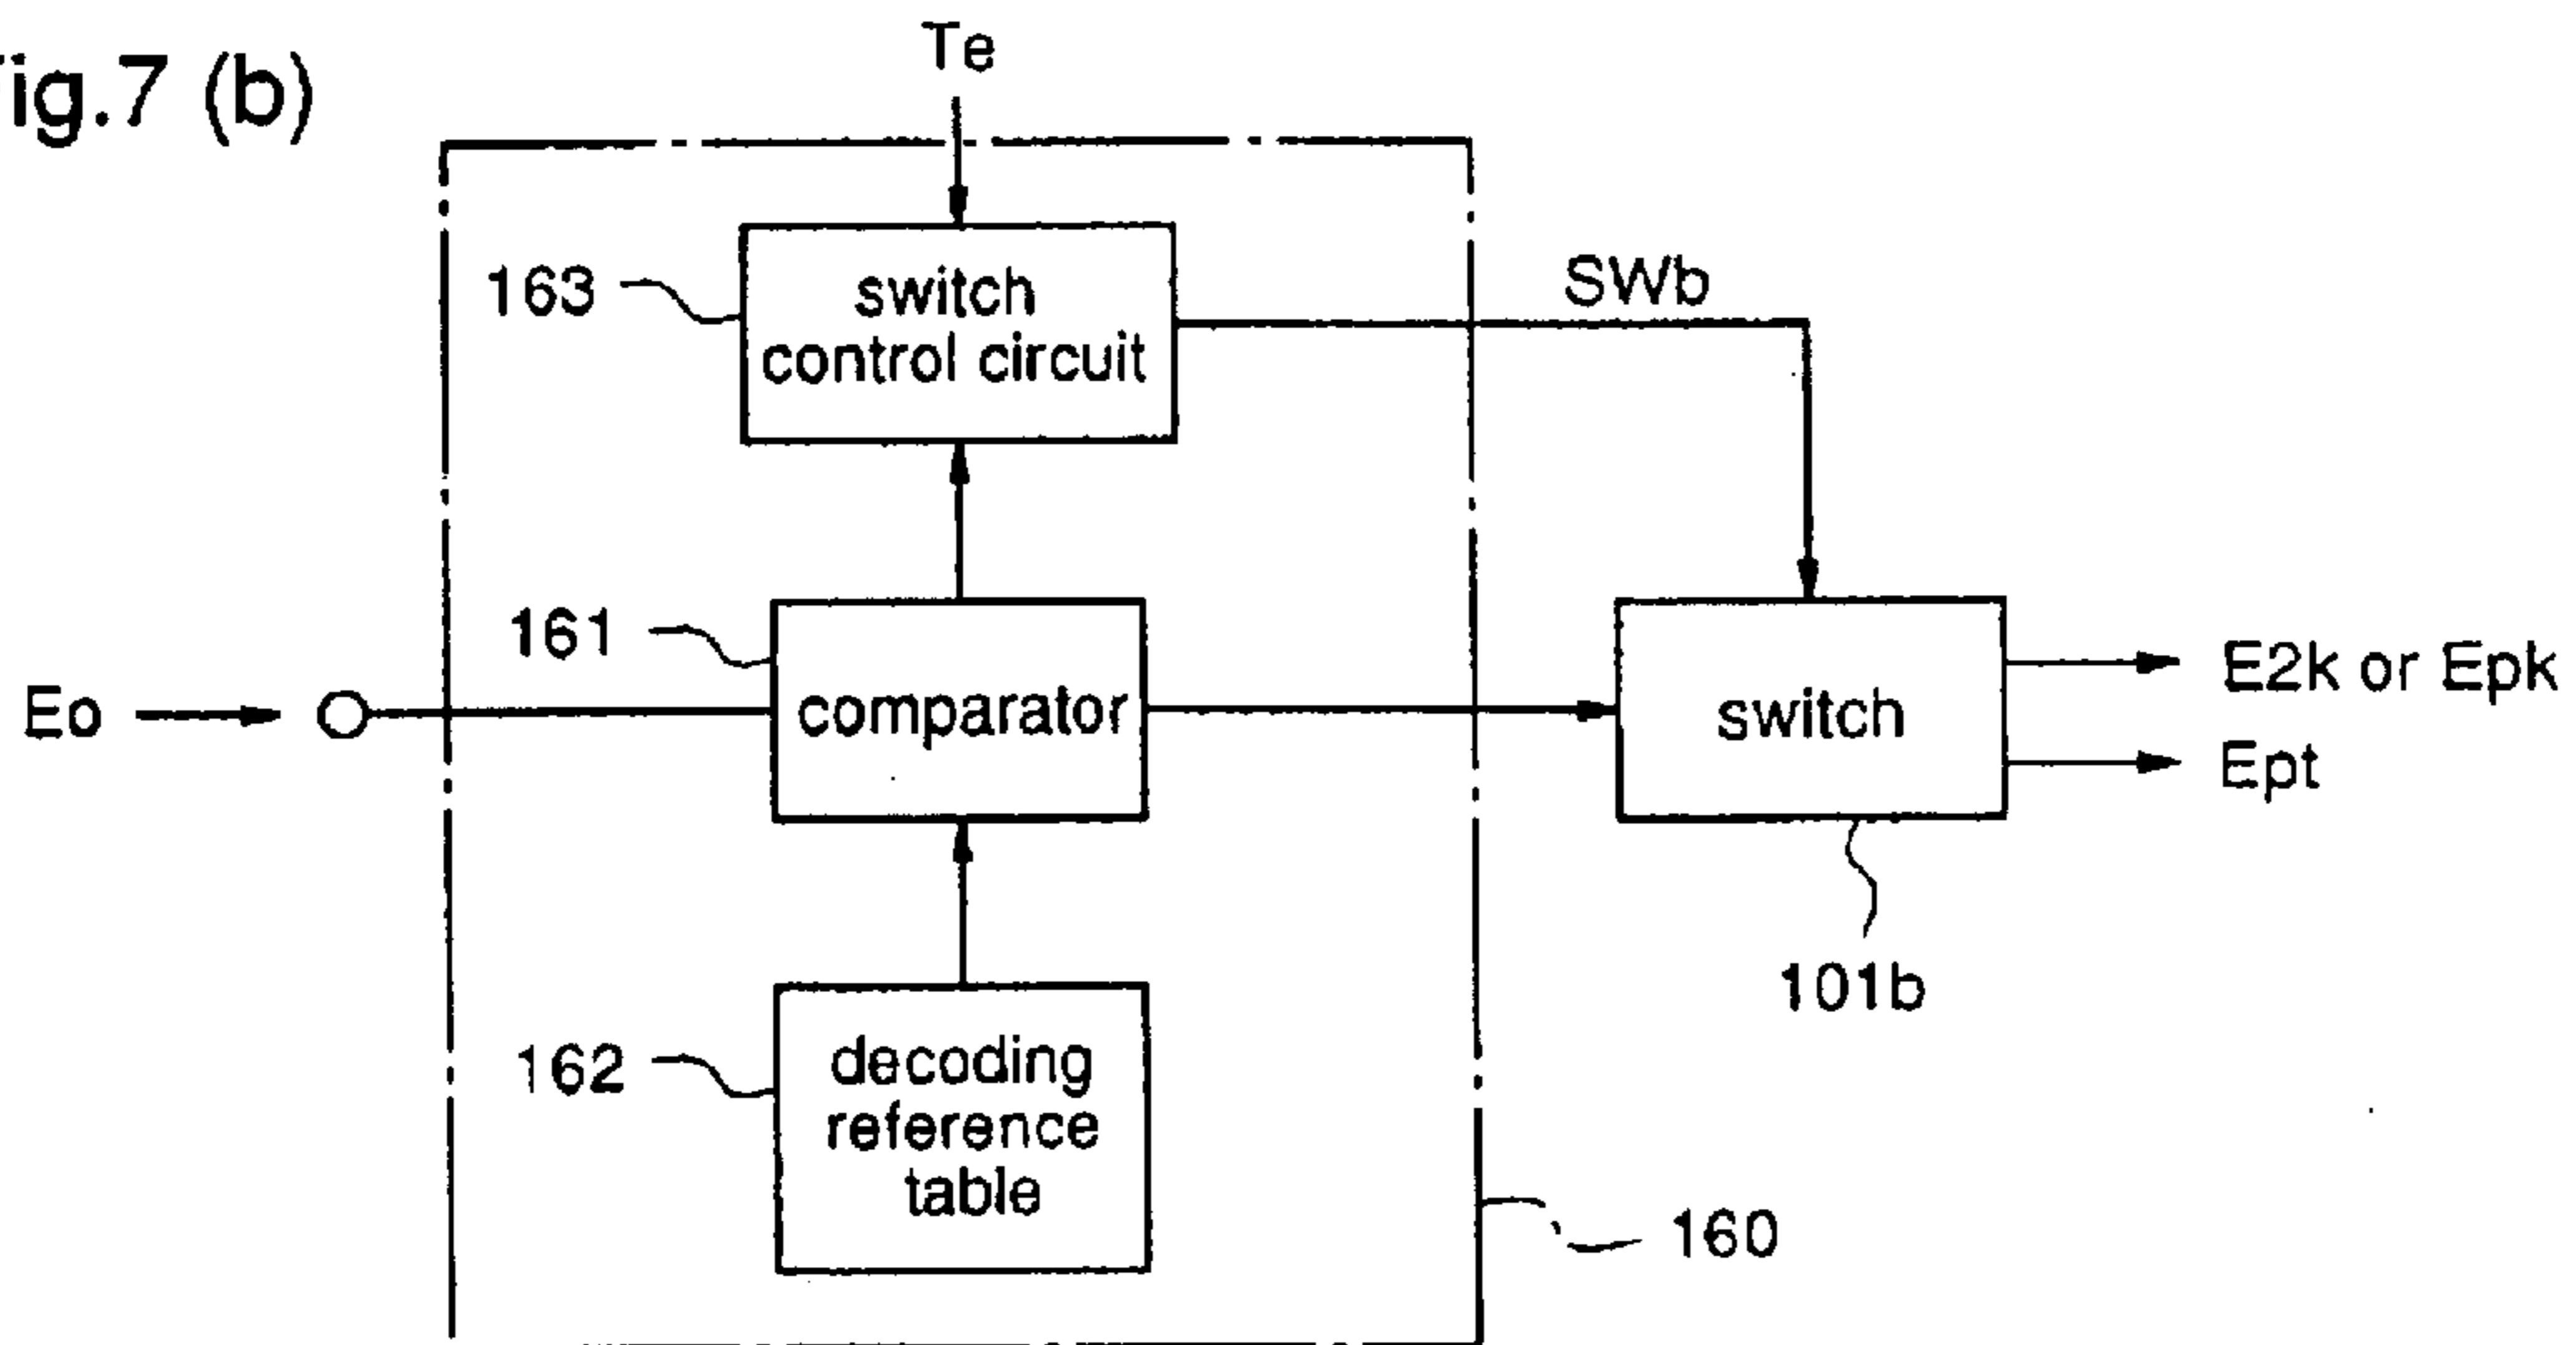 ig.7 (b)
Te
163
switch
control circuit
SWb
161
Eo
comparator
switch
E2k or Epk
Ept
101b
162
decoding
reference
table
160